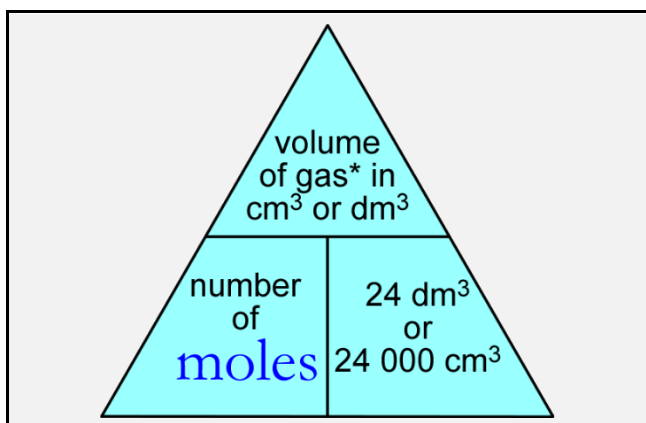 volume
of gas* in
cm³ or dm³
number
of
moles
24 dm³
or
24 000 cm³